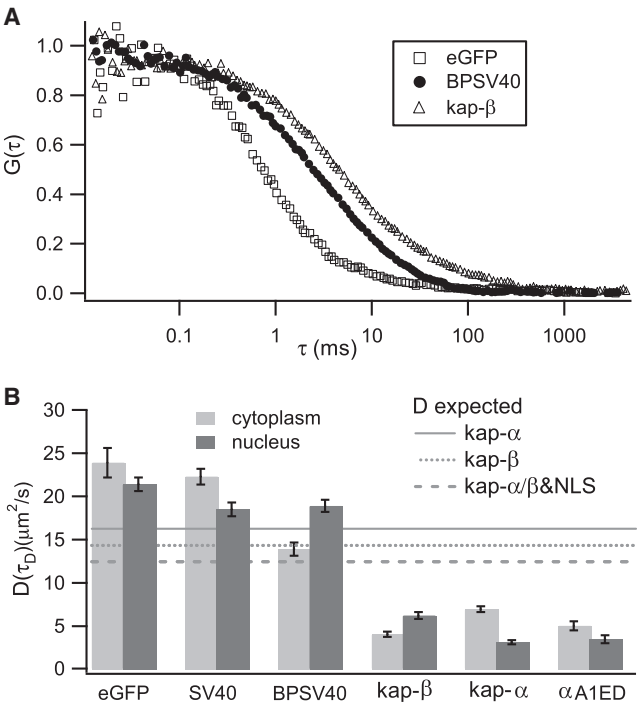 A
1.0
0.8
0.6
0.4
0.2
0.0
G(τ)
eGFP
BPSV40
kap-β
0.1 1 10 100 1000
τ (ms)
B
30
25
20
15
10
5
0
D(τD)(μm²/s)
cytoplasm
nucleus
D expected
kap-α
kap-β
kap-α/β&NLS
eGFP SV40 BPSV40 kap-β kap-α αA1ED